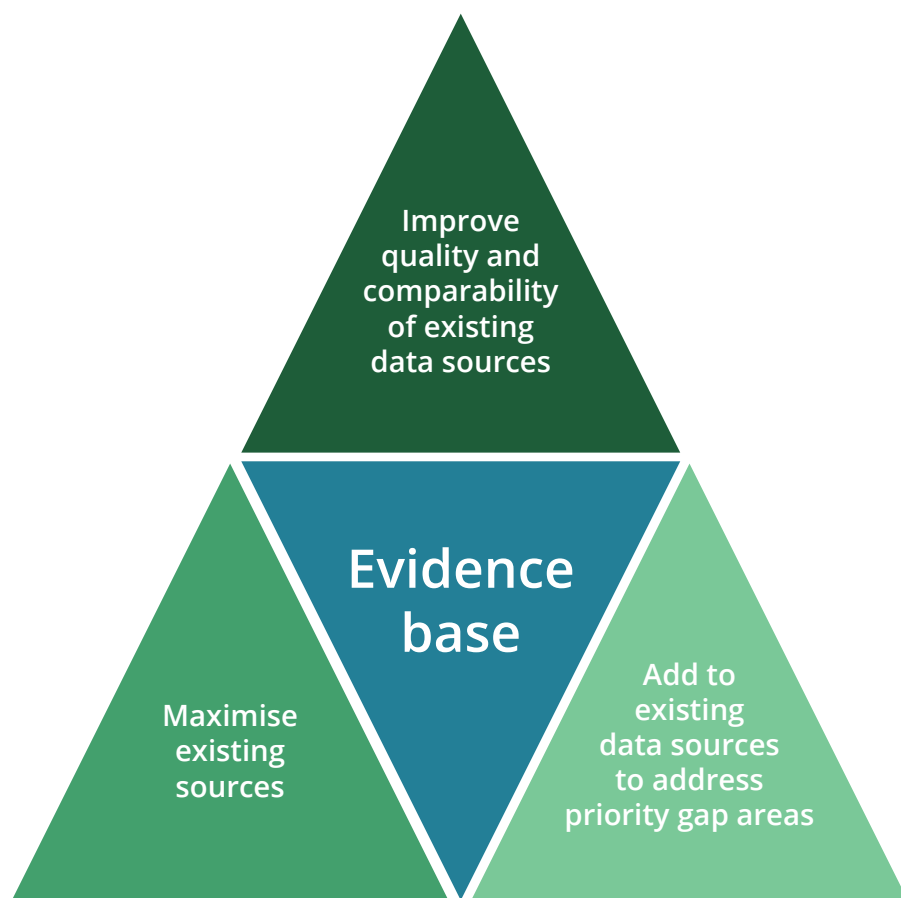 Improve
quality and
comparability
of existing
data sources
Evidence
base
Maximise
existing
sources
Add to
existing
data sources
to address
priority gap areas